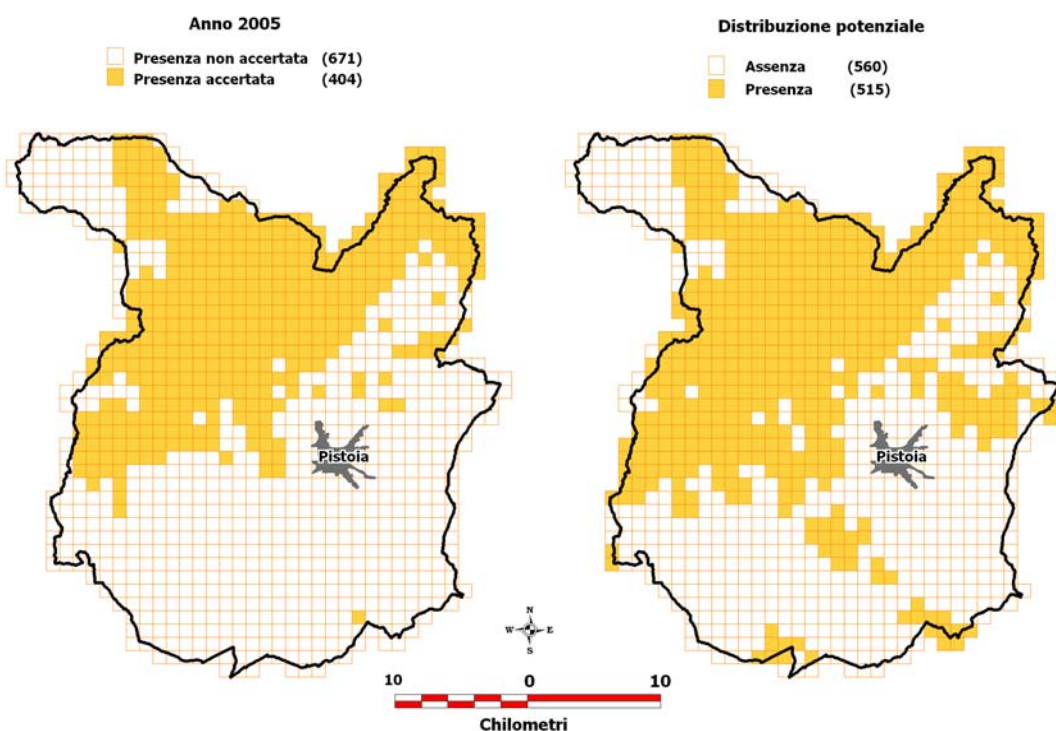 Anno 2005
Presenza non accertata (671)
Presenza accertata (404)
Distribuzione potenziale
Assenza (560)
Presenza (515)
Pistoia
Pistoia
N
W E
S
10 0 10
Chilometri